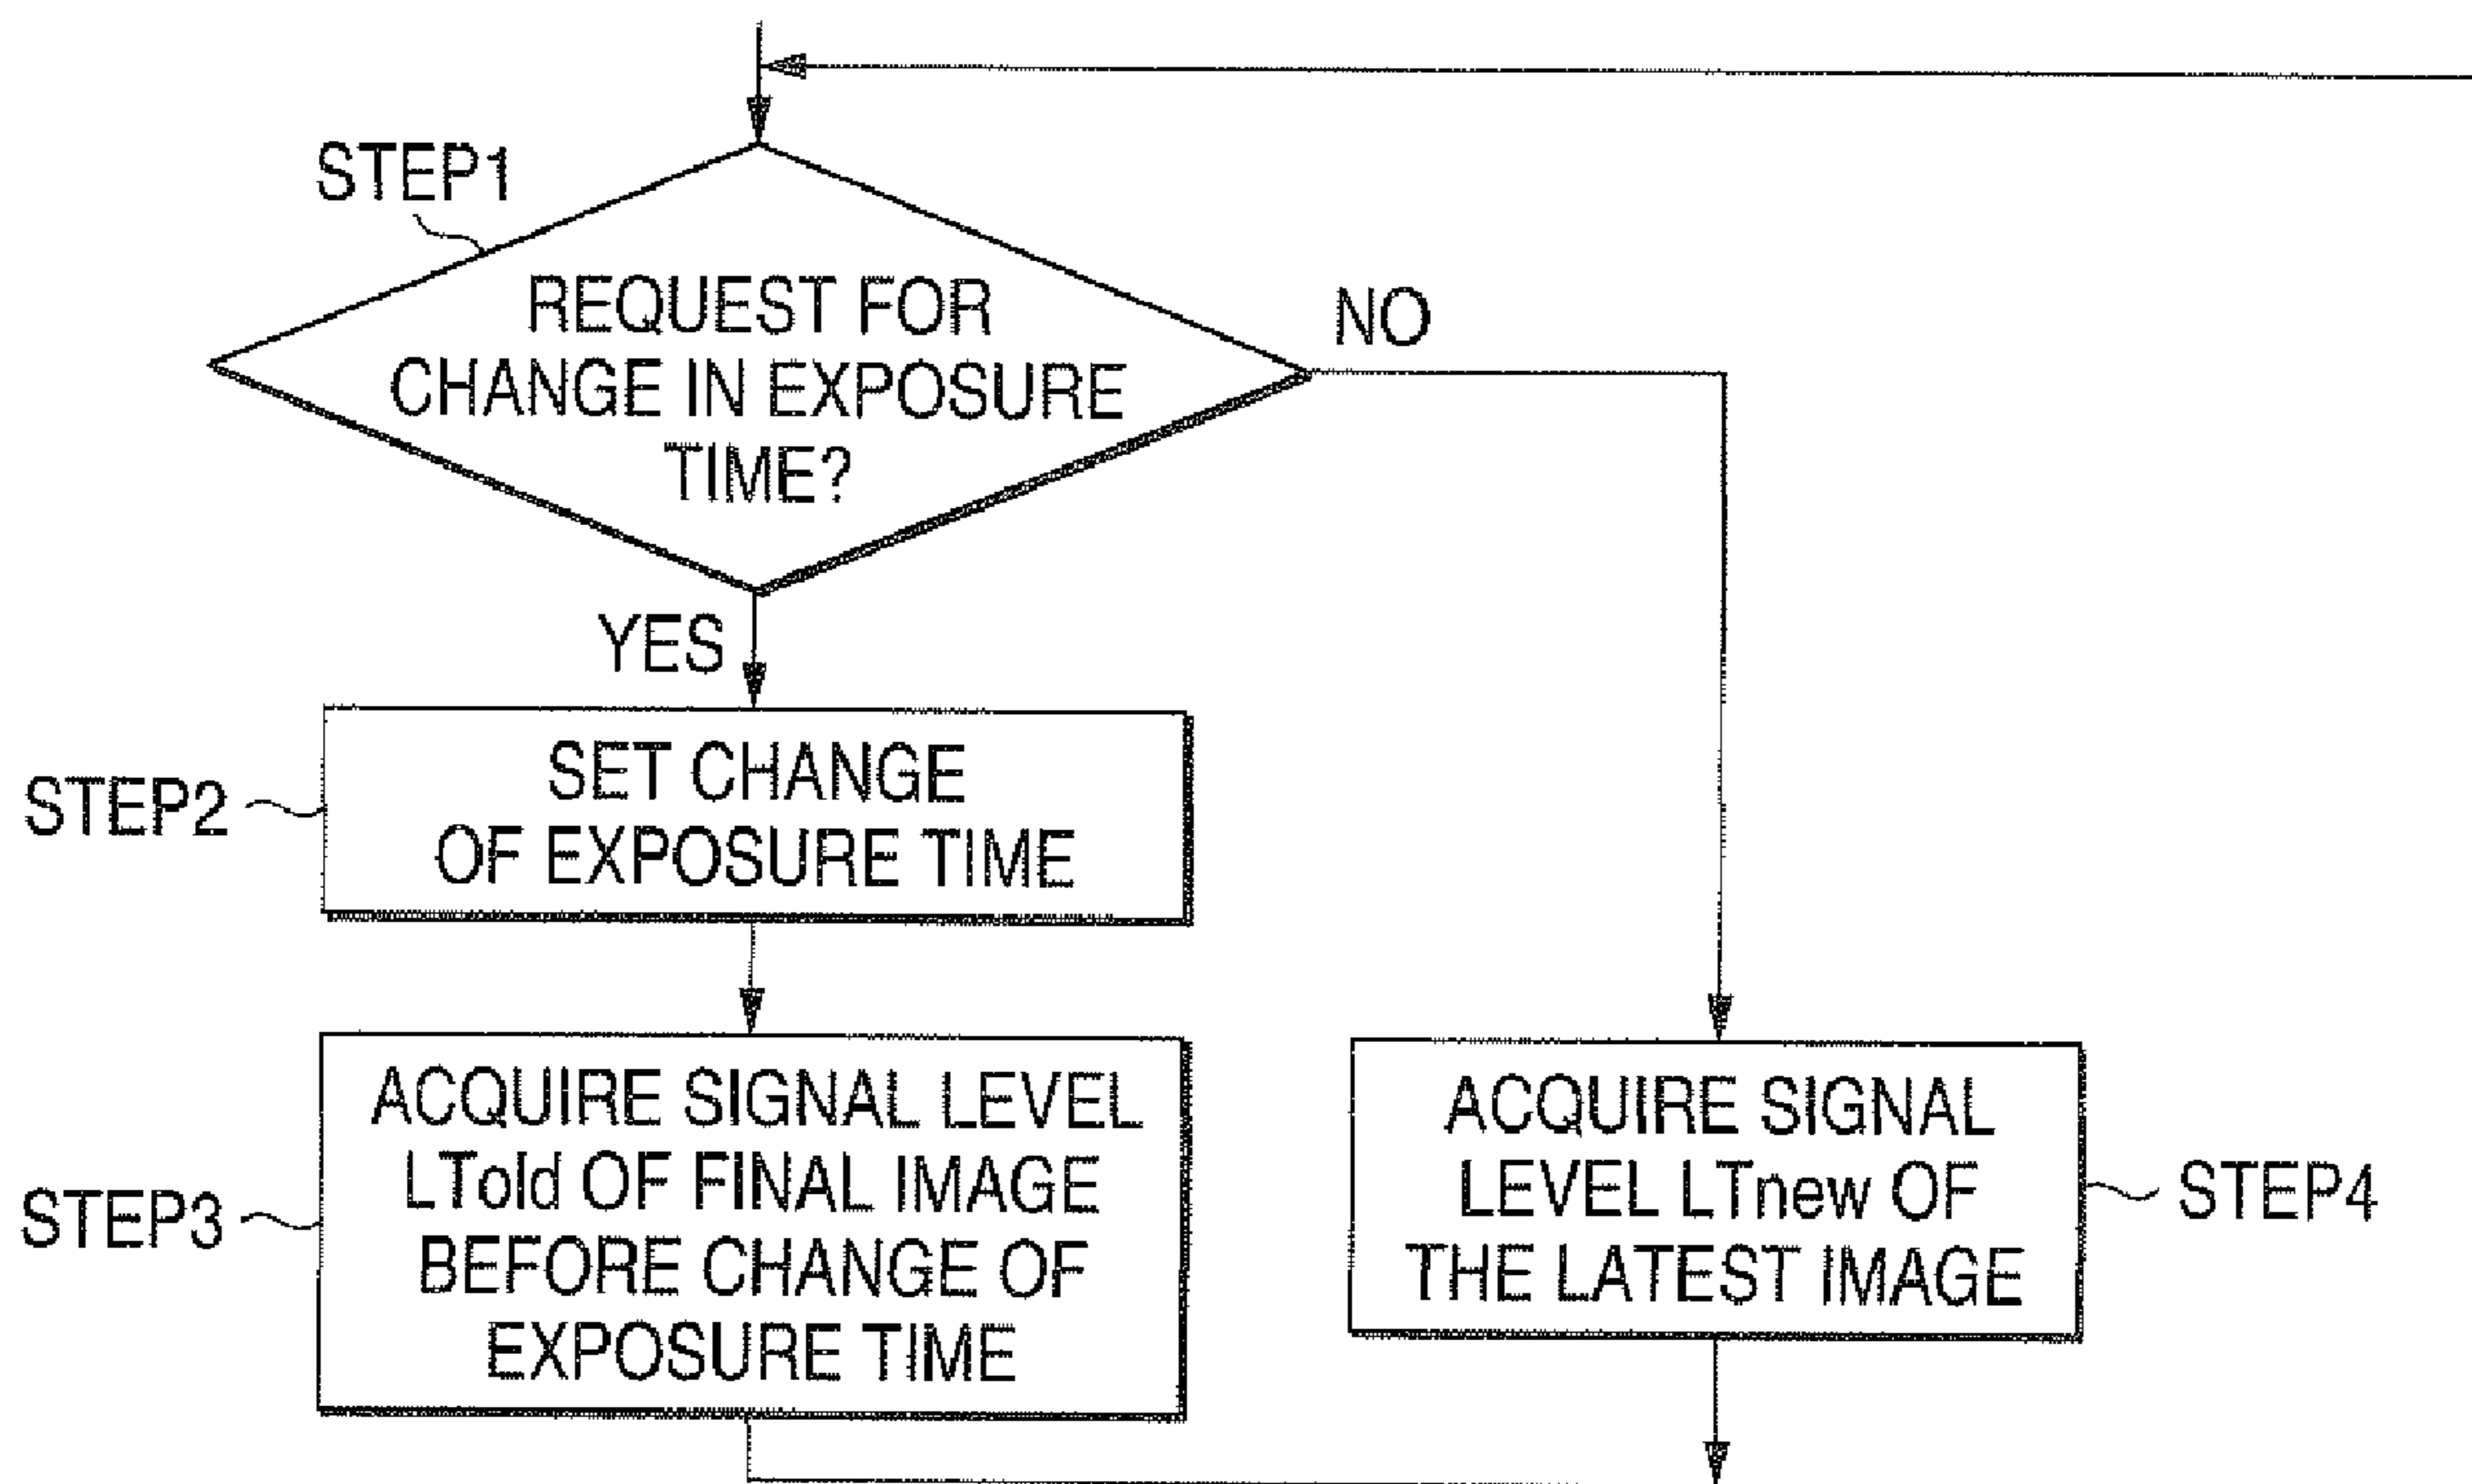 STEP1
REQUEST FOR
CHANGE IN EXPOSURE
TIME?
NO
YES
STEP2
SET CHANGE
OF EXPOSURE TIME
STEP3
ACQUIRE SIGNAL LEVEL
LTold OF FINAL IMAGE
BEFORE CHANGE OF
EXPOSURE TIME
ACQUIRE SIGNAL
LEVEL LTnew OF
THE LATEST IMAGE
STEP4